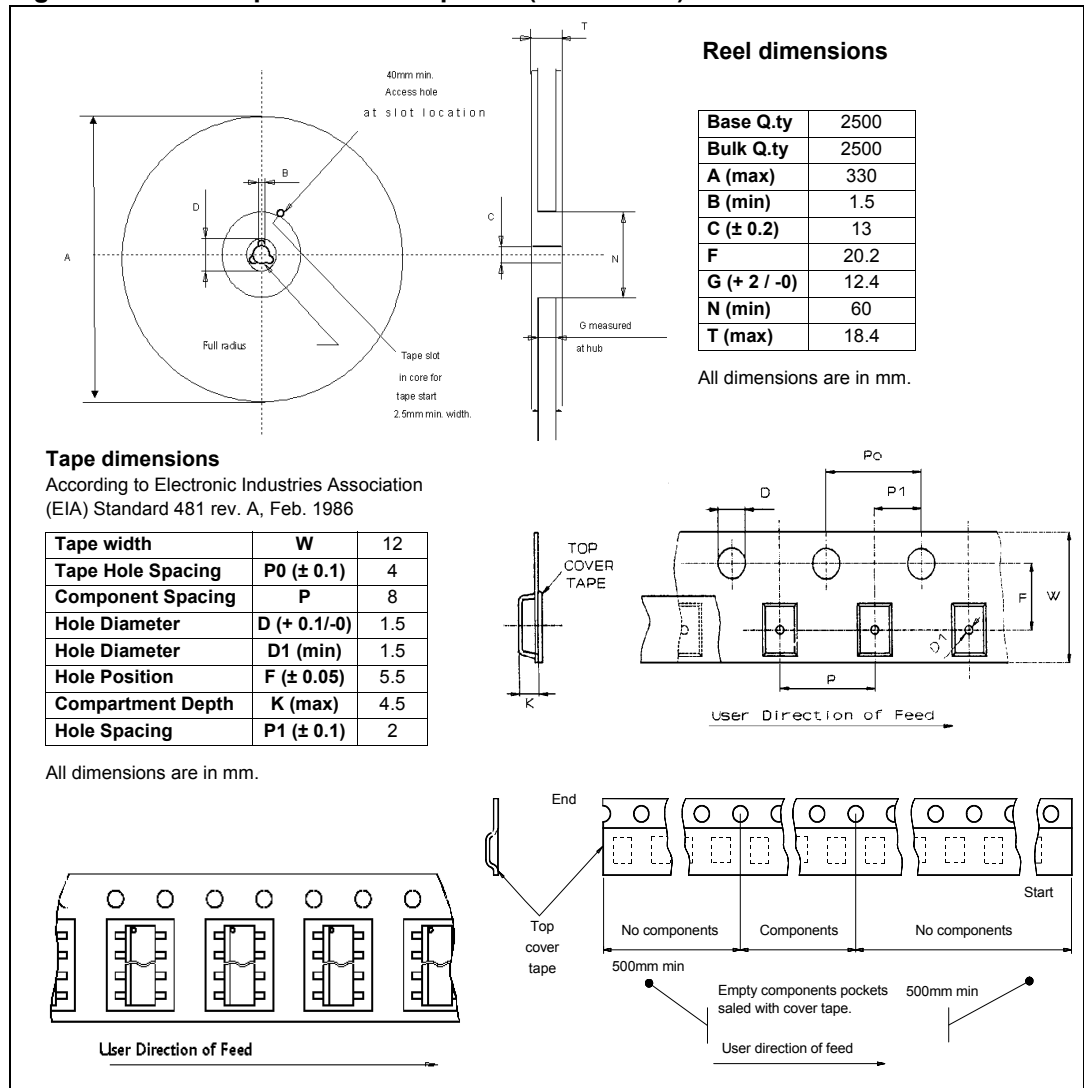 T
Reel dimensions
40mm min.
Access hole
at slot location
B
D
C
A
N
G measured
at hub
Full radius
Tape slot
in core for
tape start
2.5mm min. width.
Base Q.ty 2500
Bulk Q.ty 2500
A (max) 330
B (min) 1.5
C (± 0.2) 13
F 20.2
G (+ 2 / -0) 12.4
N (min) 60
T (max) 18.4
All dimensions are in mm.
Tape dimensions
According to Electronic Industries Association
(EIA) Standard 481 rev. A, Feb. 1986
Tape width W 12
Tape Hole Spacing P0 (± 0.1) 4
Component Spacing P 8
Hole Diameter D (+ 0.1/-0) 1.5
Hole Diameter D1 (min) 1.5
Hole Position F (± 0.05) 5.5
Compartment Depth K (max) 4.5
Hole Spacing P1 (± 0.1) 2
All dimensions are in mm.
Po
D
P1
TOP
COVER
TAPE
F
W
D1
K
P
User Direction of Feed
End
Start
Top
cover
tape
No components
Components
No components
500mm min
Empty components pockets
saled with cover tape.
500mm min
User direction of feed
User Direction of Feed